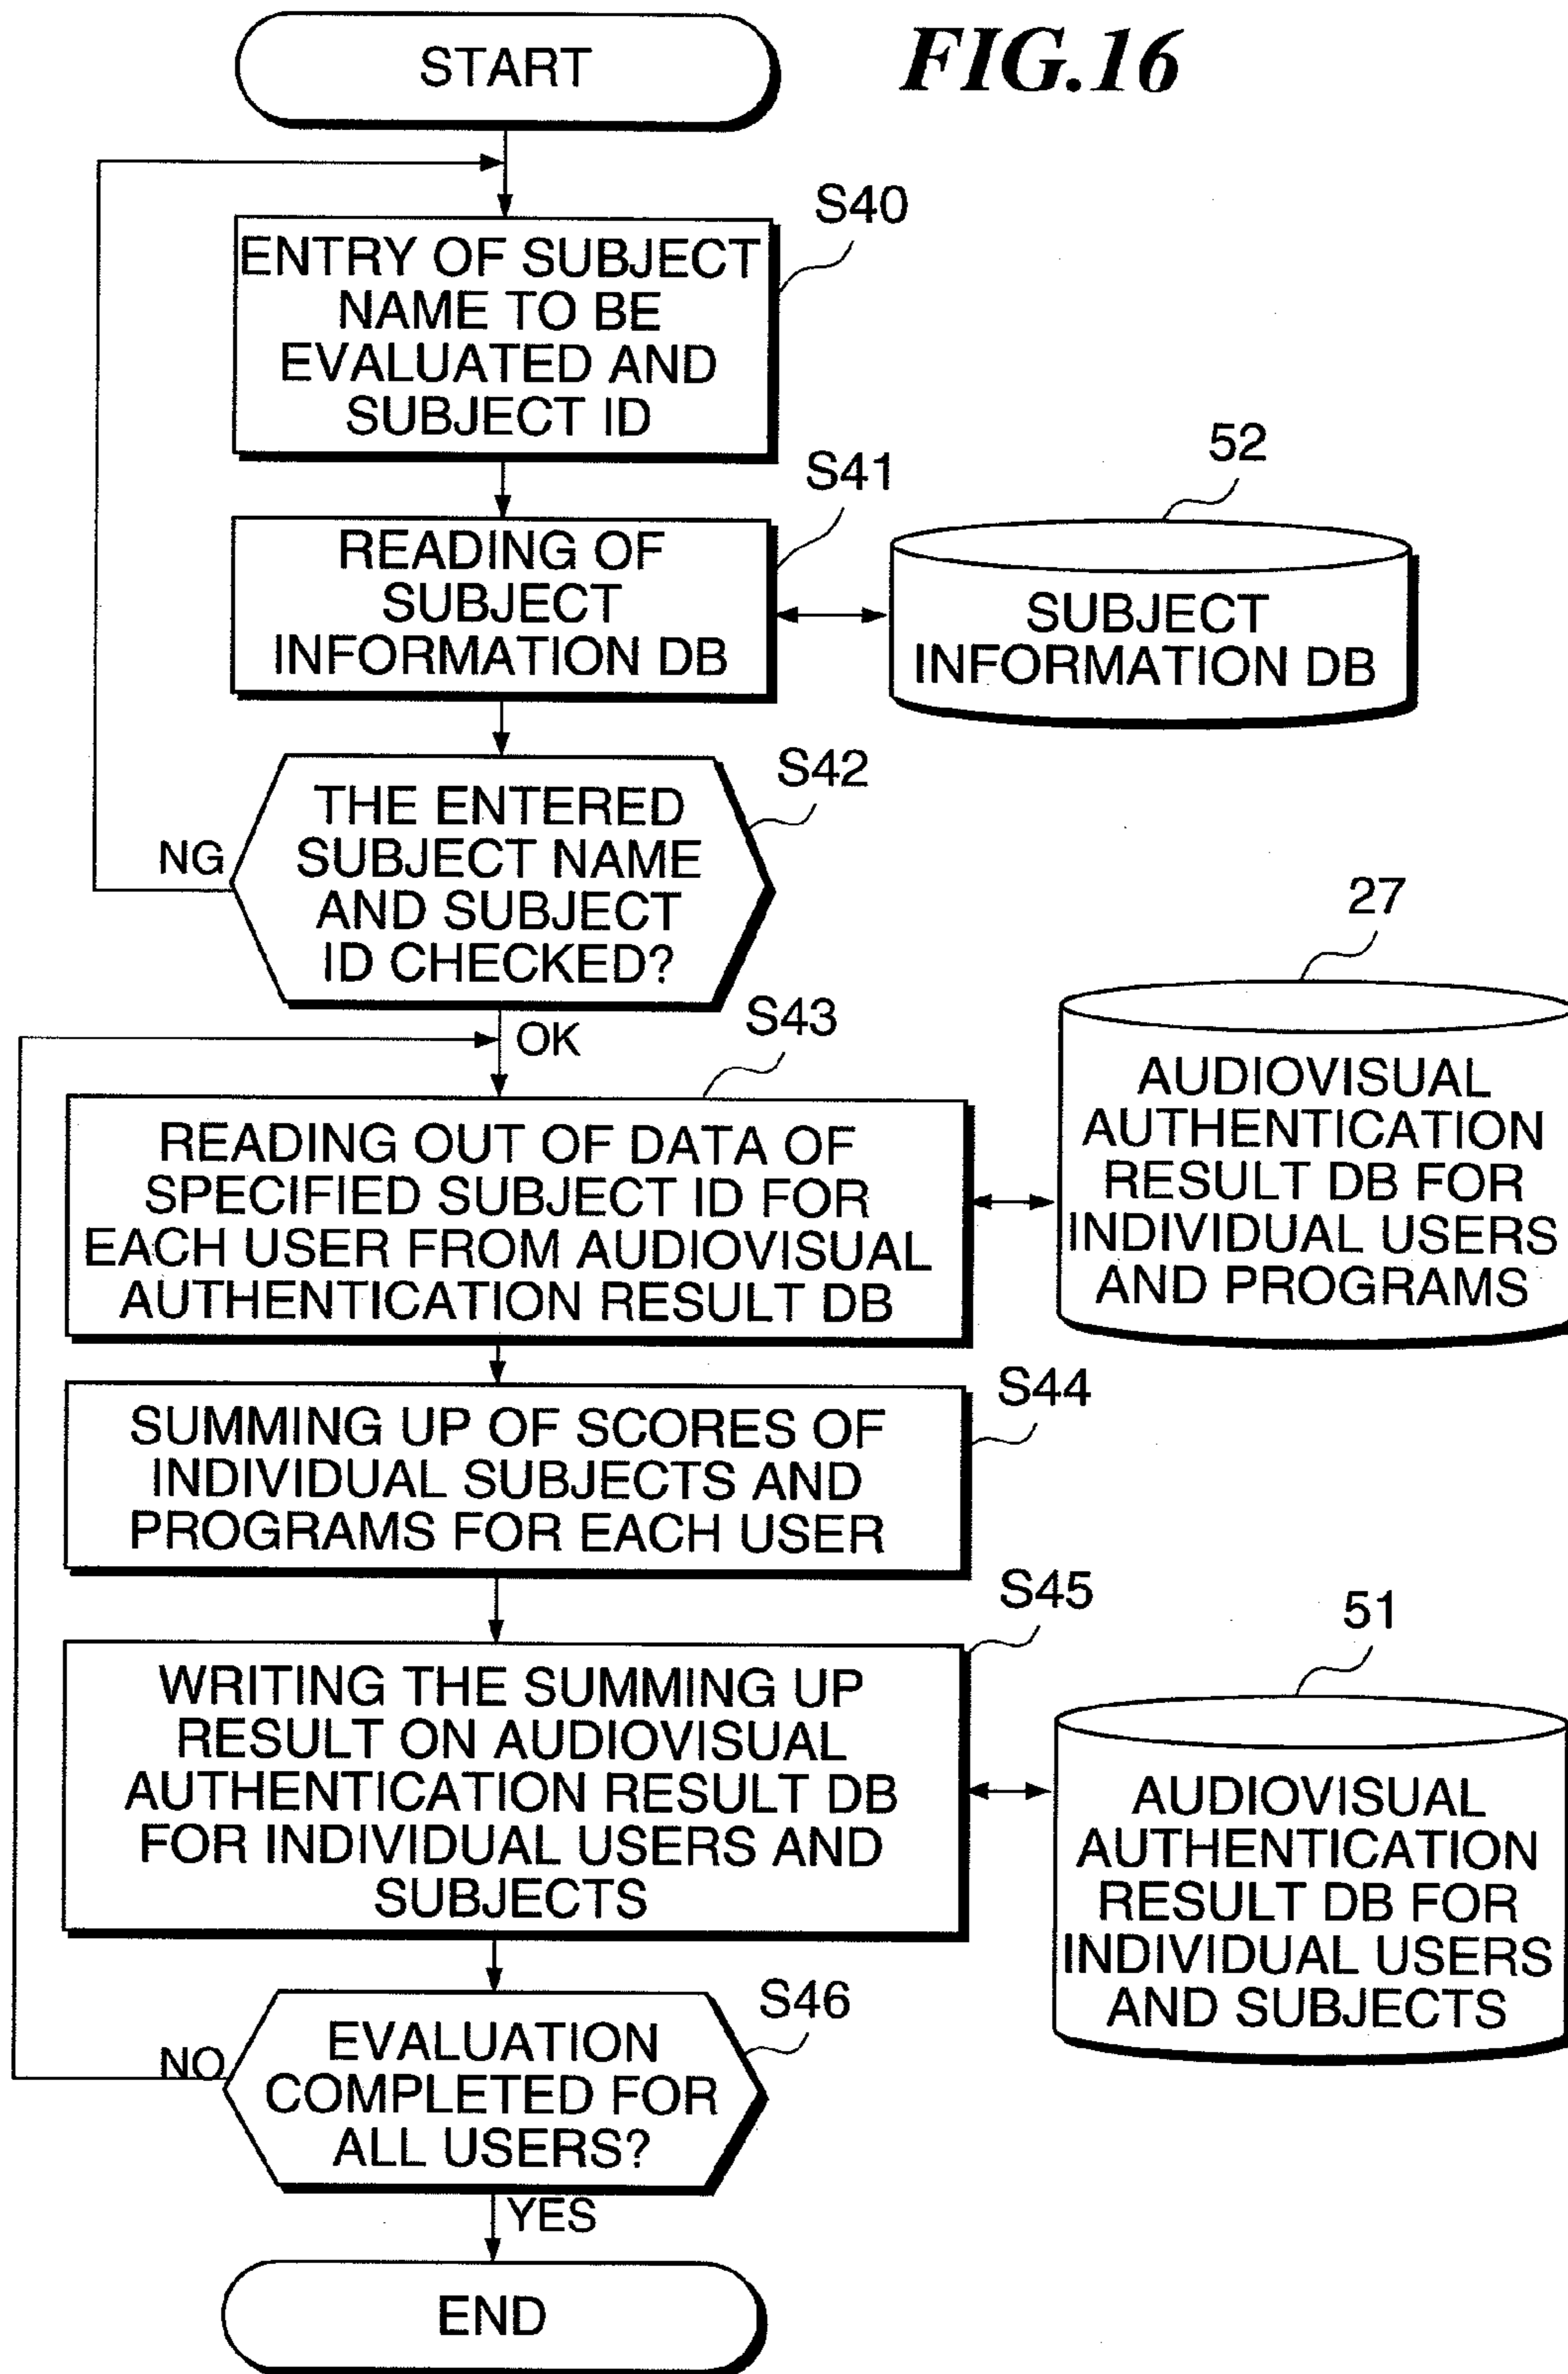 START
FIG.16
S40
ENTRY OF SUBJECT
NAME TO BE
EVALUATED AND
SUBJECT ID
S41
52
READING OF
SUBJECT
INFORMATION DB
SUBJECT
INFORMATION DB
S42
THE ENTERED
SUBJECT NAME
AND SUBJECT
ID CHECKED?
NG
OK
S43
27
READING OUT OF DATA OF
SPECIFIED SUBJECT ID FOR
EACH USER FROM AUDIOVISUAL
AUTHENTICATION RESULT DB
AUDIOVISUAL
AUTHENTICATION
RESULT DB FOR
INDIVIDUAL USERS
AND PROGRAMS
S44
SUMMING UP OF SCORES OF
INDIVIDUAL SUBJECTS AND
PROGRAMS FOR EACH USER
S45
51
WRITING THE SUMMING UP
RESULT ON AUDIOVISUAL
AUTHENTICATION RESULT DB
FOR INDIVIDUAL USERS AND
SUBJECTS
AUDIOVISUAL
AUTHENTICATION
RESULT DB FOR
INDIVIDUAL USERS
AND SUBJECTS
S46
EVALUATION
COMPLETED FOR
ALL USERS?
NO
YES
END